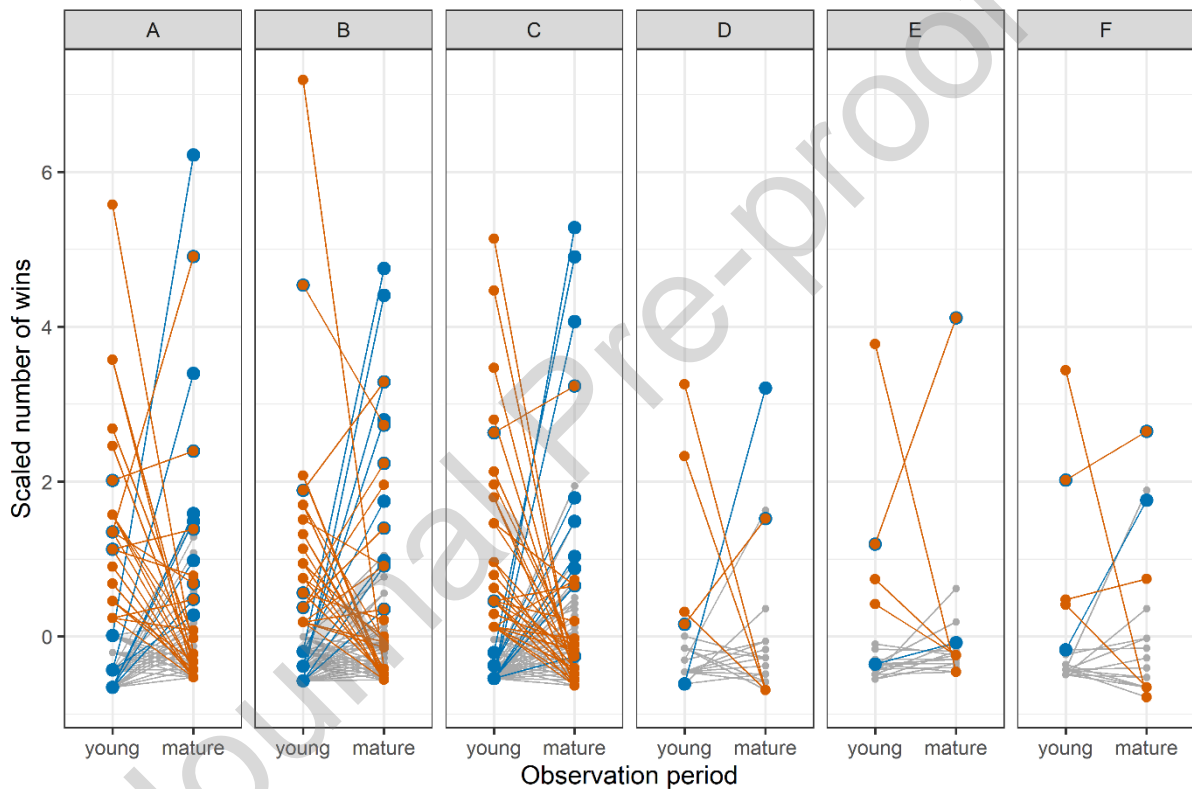 A B C D E F
6
4
2
0
Scaled number of wins
young mature young mature young mature young mature young mature young mature
Observation period
Journal Pre-proof